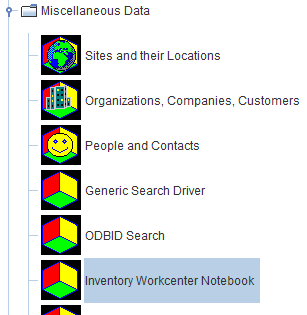 Miscellaneous Data
Sites and their Locations
Organizations, Companies, Customers
People and Contacts
Generic Search Driver
ODBID Search
Inventory Workcenter Notebook